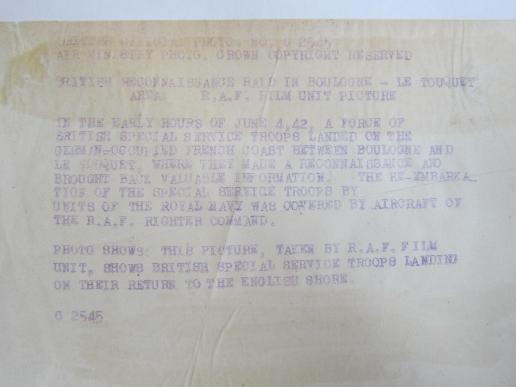 BRITISH OFFICIAL PHOTO. NO. G 2545
AIR MINISTRY PHOTO. CROWN COPYRIGHT RESERVED
BRITISH RECONNAISSANCE RAID IN BOULOGNE - LE TOUQUET
AREA: R.A.F. FILM UNIT PICTURE
IN THE EARLY HOURS OF JUNE 4,42, A FORCE OF
BRITISH SPECIAL SERVICE TROOPS LANDED ON THE
GERMAN-OCCUPIED FRENCH COAST BETWEEN BOULOGNE AND
LE TOUQUET, WHERE THEY MADE A RECONNAISSANCE AND
BROUGHT BACK VALUABLE INFORMATION. THE RE-EMBARKA-
TION OF THE SPECIAL SERVICE TROOPS BY
UNITS OF THE ROYAL NAVY WAS COVERED BY AIRCRAFT OF
THE R.A.F. FIGHTER COMMAND.
PHOTO SHOWS: THIS PICTURE, TAKEN BY R.A.F. FILM
UNIT, SHOWS BRITISH SPECIAL SERVICE TROOPS LANDING
ON THEIR RETURN TO THE ENGLISH SHORE.
G 2545